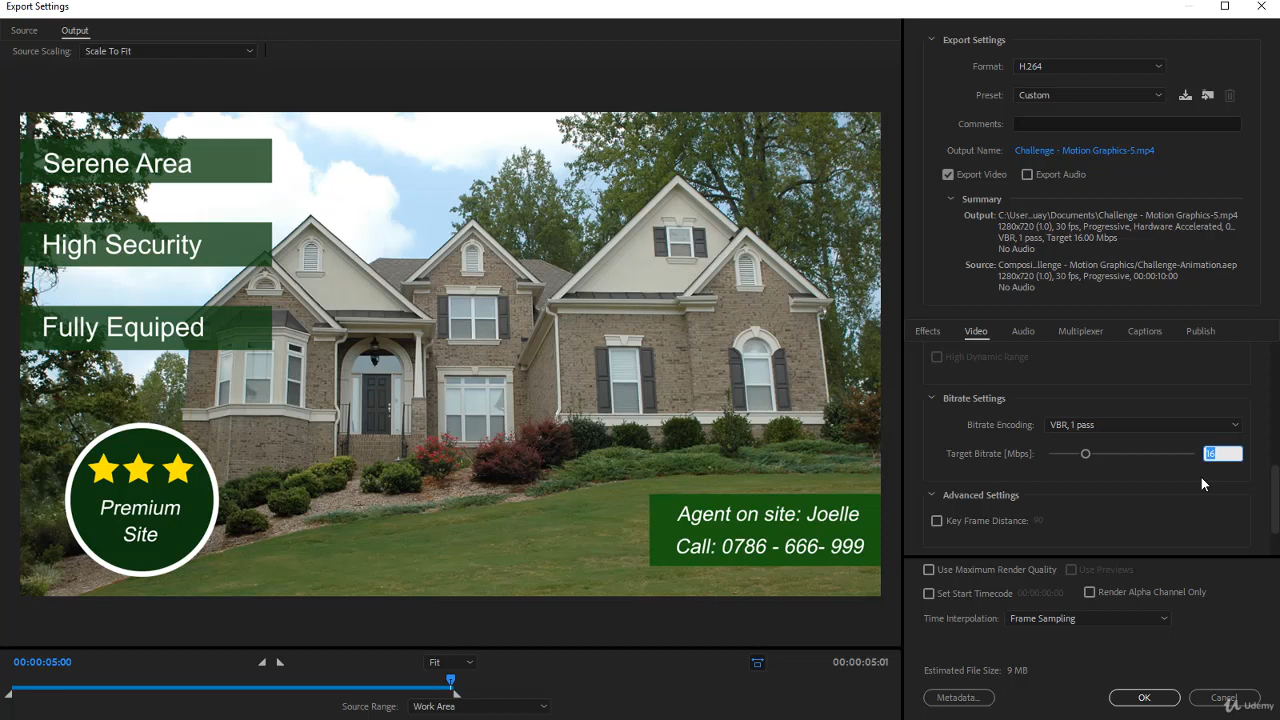 Export Settings
Source
Output
Source Scaling:
Scale To Fit
Serene Area
High Security
Fully Equiped
Premium
Site
Agent on site: Joelle
Call: 0786 - 666- 999
00:00:05:00
Fit
00:00:05:01
Source Range:
Work Area
Export Settings
Format:
H.264
Preset:
Custom
Comments:
Output Name:
Challenge - Motion Graphics-5.mp4
Export Video
Export Audio
Summary
Output: C:\User...uay\Documents\Challenge - Motion Graphics-5.mp4
1280x720 (1.0), 30 fps, Progressive, Hardware Accelerated, 0...
VBR, 1 pass, Target 16.00 Mbps
No Audio
Source: Composi...llenge - Motion Graphics/Challenge-Animation.aep
1280x720 (1.0), 30 fps, Progressive, 00:00:10:00
No Audio
Effects
Video
Audio
Multiplexer
Captions
Publish
High Dynamic Range
Bitrate Settings
Bitrate Encoding:
VBR, 1 pass
Target Bitrate [Mbps]:
16
Advanced Settings
Key Frame Distance: 90
Use Maximum Render Quality
Use Previews
Set Start Timecode 00:00:00:00
Render Alpha Channel Only
Time Interpolation:
Frame Sampling
Estimated File Size: 9 MB
Metadata...
OK
Cancel
Udemy